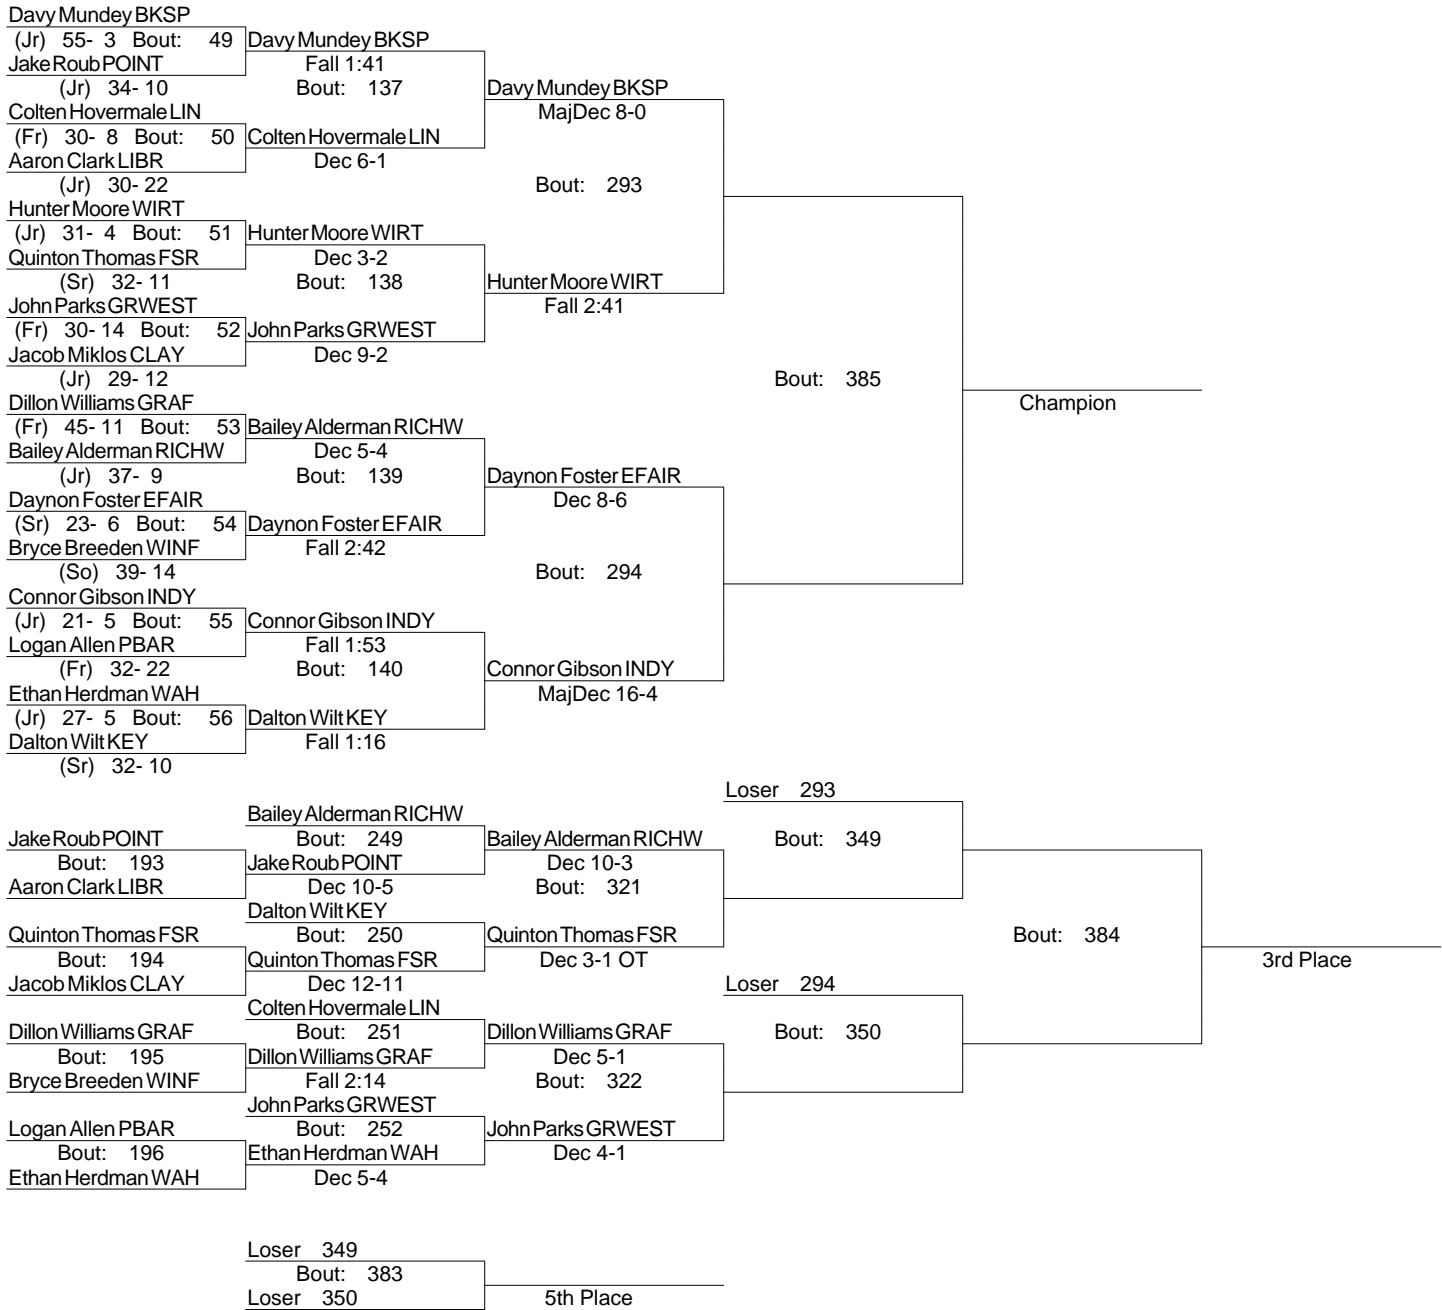 Davy Mundey BKSP
(Jr) 55- 3 Bout: 49 Davy Mundey BKSP
Jake Roub POINT Fall 1:41
(Jr) 34- 10 Bout: 137 Davy Mundey BKSP
Colten Hovermale LIN MajDec 8-0
(Fr) 30- 8 Bout: 50 Colten Hovermale LIN
Aaron Clark LIBR Dec 6-1
(Jr) 30- 22 Bout: 293
Hunter Moore WIRT
(Jr) 31- 4 Bout: 51 Hunter Moore WIRT
Quinton Thomas FSR Dec 3-2
(Sr) 32- 11 Bout: 138 Hunter Moore WIRT
John Parks GRWEST Fall 2:41
(Fr) 30- 14 Bout: 52 John Parks GRWEST
Jacob Miklos CLAY Dec 9-2
(Jr) 29- 12 Bout: 385
Dillon Williams GRAF Champion
(Fr) 45- 11 Bout: 53 Bailey Alderman RICHW
Bailey Alderman RICHW Dec 5-4
(Jr) 37- 9 Bout: 139 Daynon Foster EFAIR
Daynon Foster EFAIR Dec 8-6
(Sr) 23- 6 Bout: 54 Daynon Foster EFAIR
Bryce Breeden WINF Fall 2:42
(So) 39- 14 Bout: 294
Connor Gibson INDY
(Jr) 21- 5 Bout: 55 Connor Gibson INDY
Logan Allen PBAR Fall 1:53
(Fr) 32- 22 Bout: 140 Connor Gibson INDY
Ethan Herdman WAH MajDec 16-4
(Jr) 27- 5 Bout: 56 Dalton Wilt KEY
Dalton Wilt KEY Fall 1:16
(Sr) 32- 10
Loser 293
Bailey Alderman RICHW
Jake Roub POINT Bout: 249 Bailey Alderman RICHW Bout: 349
Bout: 193 Jake Roub POINT Dec 10-3
Aaron Clark LIBR Dec 10-5 Bout: 321
Dalton Wilt KEY
Quinton Thomas FSR Bout: 250 Quinton Thomas FSR Bout: 384
Bout: 194 Quinton Thomas FSR Dec 3-1 OT 3rd Place
Jacob Miklos CLAY Dec 12-11 Loser 294
Colten Hovermale LIN
Dillon Williams GRAF Bout: 251 Dillon Williams GRAF Bout: 350
Bout: 195 Dillon Williams GRAF Dec 5-1
Bryce Breeden WINF Fall 2:14 Bout: 322
John Parks GRWEST
Logan Allen PBAR Bout: 252 John Parks GRWEST
Bout: 196 Ethan Herdman WAH Dec 4-1
Ethan Herdman WAH Dec 5-4
Loser 349
Bout: 383
Loser 350 5th Place